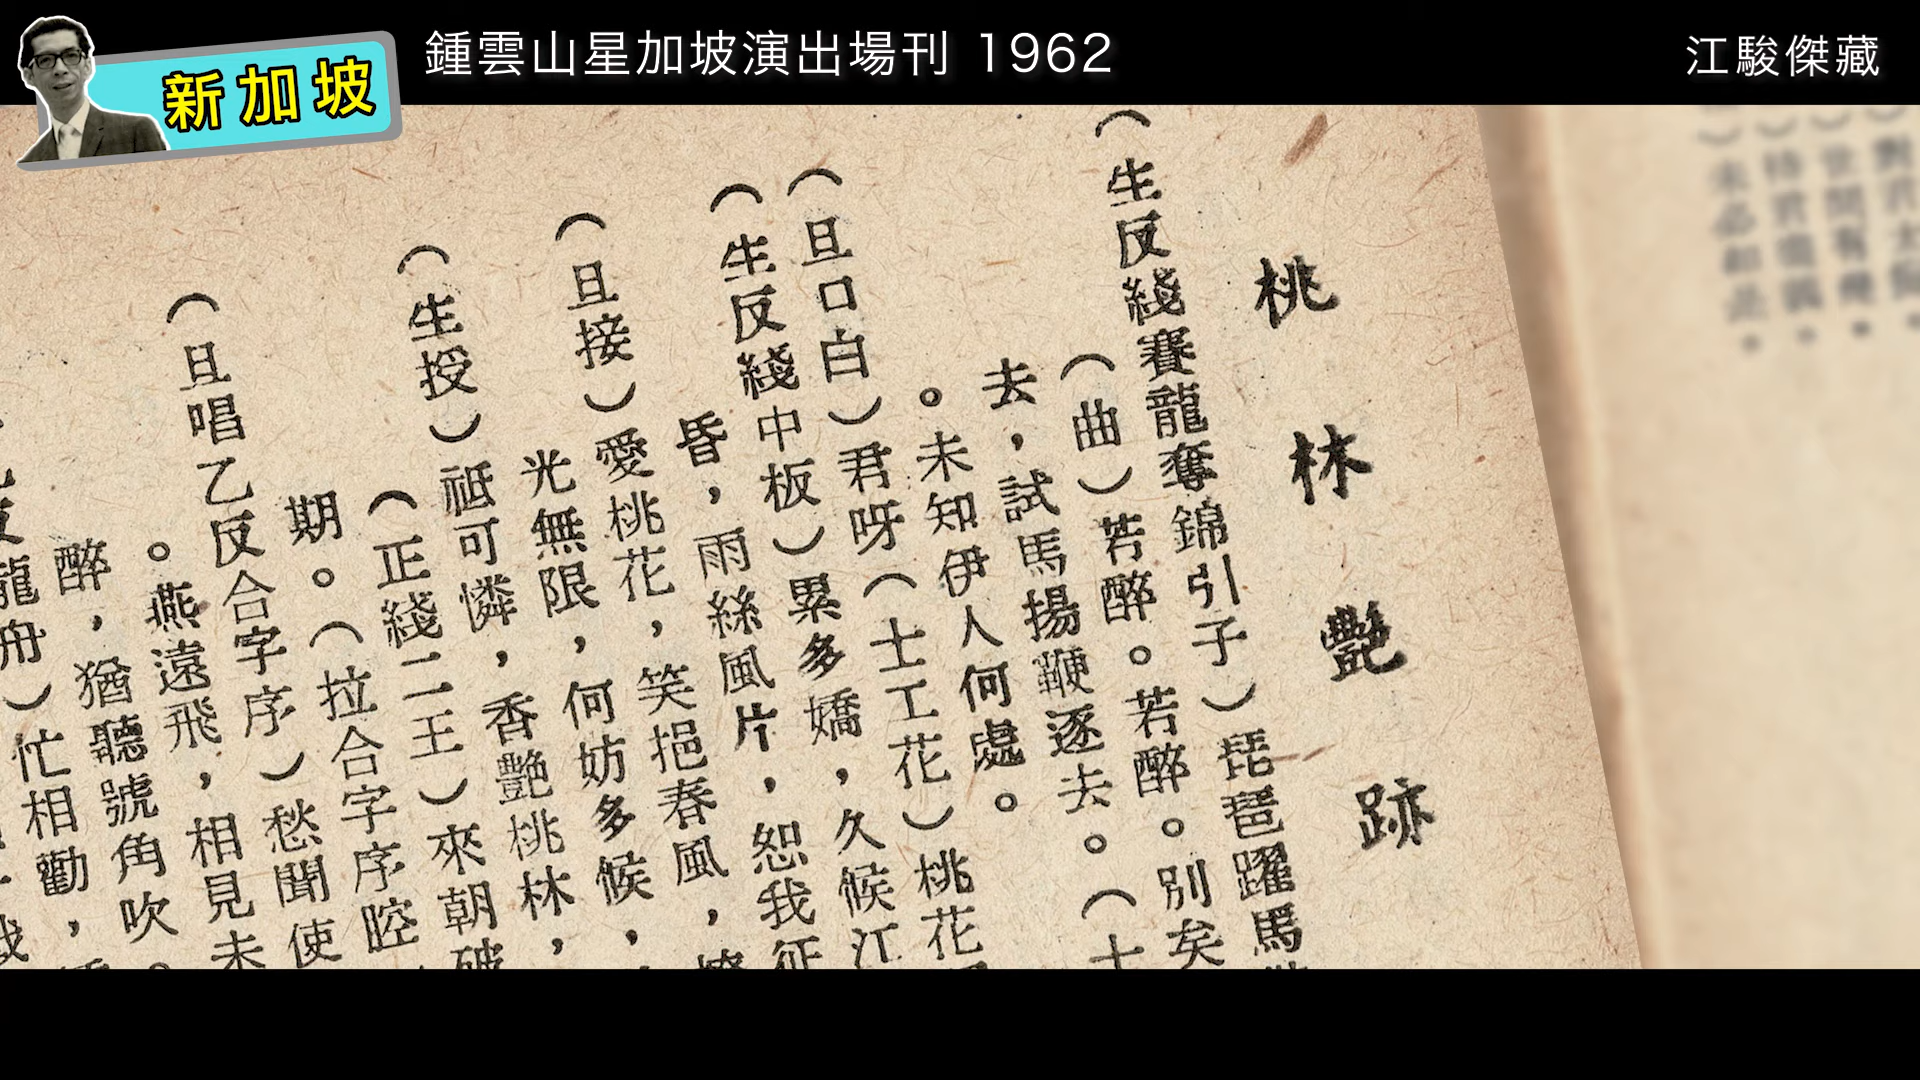 鍾雲山星加坡演出場刊 1962
江駿傑藏
新加坡
桃林艷跡
（生反綫賽龍奪錦引子）琵琶躍馬
（曲）若醉。若醉。別矣
去，試馬揚鞭逐去。（士
。未知伊人何處。
（旦口白）君呀（士工花）桃花
（生反綫中板）累多嬌，久候江
昏，雨絲風片，恕我征
（旦接）愛桃花，笑挹春風，
光無限，何妨多候，
（生授）祗可憐，香艷桃林，
（正綫二王）來朝破
期。（拉合字序腔
（旦唱乙反合字序）愁聞使
。燕遠飛，相見未
醉，猶聽號角吹。
龍舟）忙相勸，